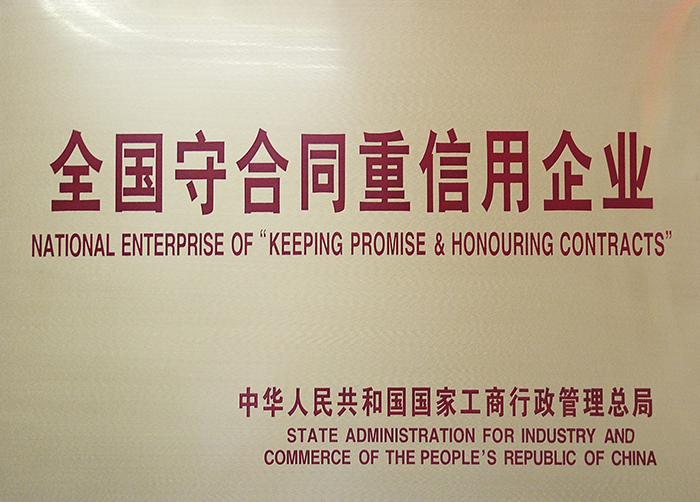 全国守合同重信用企业
NATIONAL ENTERPRISE OF “KEEPING PROMISE & HONOURING CONTRACTS”
中华人民共和国国家工商行政管理总局
STATE ADMINISTRATION FOR INDUSTRY AND
COMMERCE OF THE PEOPLE'S REPUBLIC OF CHINA